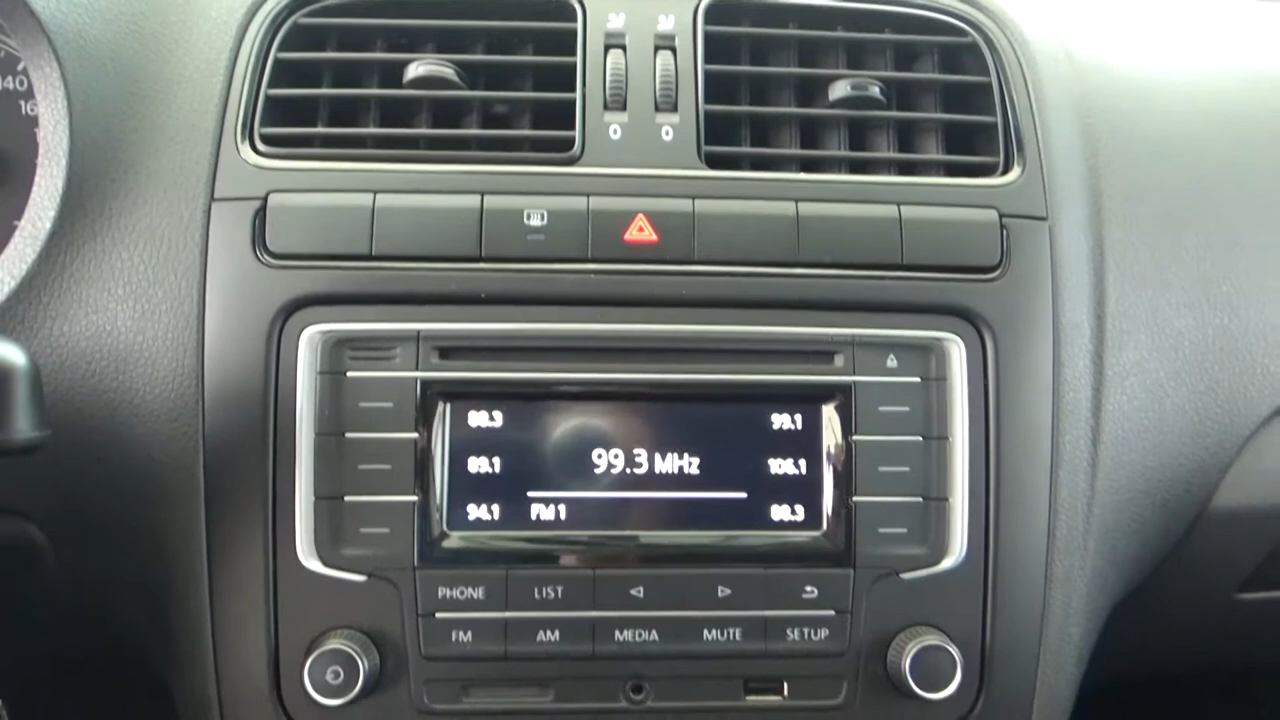 140
16
0 0
88.3 99.1
99.3 MHz
89.1 106.1
94.1 FM 1 88.3
PHONE LIST
FM AM MEDIA MUTE SETUP